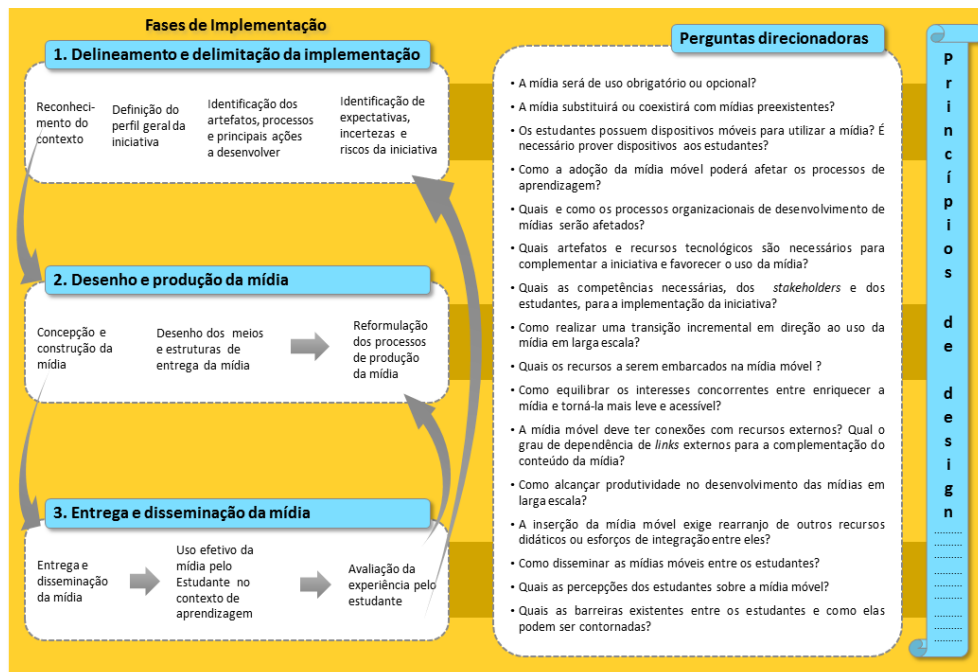 Fases de Implementação
1. Delineamento e delimitação da implementação
Reconheci-
mento do
contexto
Definição do
perfil geral da
iniciativa
Identificação dos
artefatos, processos
e principais ações
a desenvolver
Identificação de
expectativas,
incertezas e
riscos da iniciativa
2. Desenho e produção da mídia
Concepção e
construção da
mídia
Desenho dos meios
e estruturas de
entrega da mídia
Reformulação
dos processos
de produção
da mídia
3. Entrega e disseminação da mídia
Entrega e
disseminação
da mídia
Uso efetivo da
mídia pelo
Estudante no
contexto de
aprendizagem
Avaliação da
experiência pelo
estudante
Perguntas direcionadoras
• A mídia será de uso obrigatório ou opcional?
• A mídia substituirá ou coexistirá com mídias preexistentes?
• Os estudantes possuem dispositivos móveis para utilizar a mídia? É
necessário prover dispositivos aos estudantes?
• Como a adoção da mídia móvel poderá afetar os processos de
aprendizagem?
• Quais e como os processos organizacionais de desenvolvimento de
mídias serão afetados?
• Quais artefatos e recursos tecnológicos são necessários para
complementar a iniciativa e favorecer o uso da mídia?
• Quais as competências necessárias, dos stakeholders e dos
estudantes, para a implementação da iniciativa?
• Como realizar uma transição incremental em direção ao uso da
mídia em larga escala?
• Quais os recursos a serem embarcados na mídia móvel ?
• Como equilibrar os interesses concorrentes entre enriquecer a
mídia e torná-la mais leve e acessível?
• A mídia móvel deve ter conexões com recursos externos? Qual o
grau de dependência de links externos para a complementação do
conteúdo da mídia?
• Como alcançar produtividade no desenvolvimento das mídias em
larga escala?
• A inserção da mídia móvel exige rearranjo de outros recursos
didáticos ou esforços de integração entre eles?
• Como disseminar as mídias móveis entre os estudantes?
• Quais as percepções dos estudantes sobre a mídia móvel?
• Quais as barreiras existentes entre os estudantes e como elas
podem ser contornadas?
Princípios de design